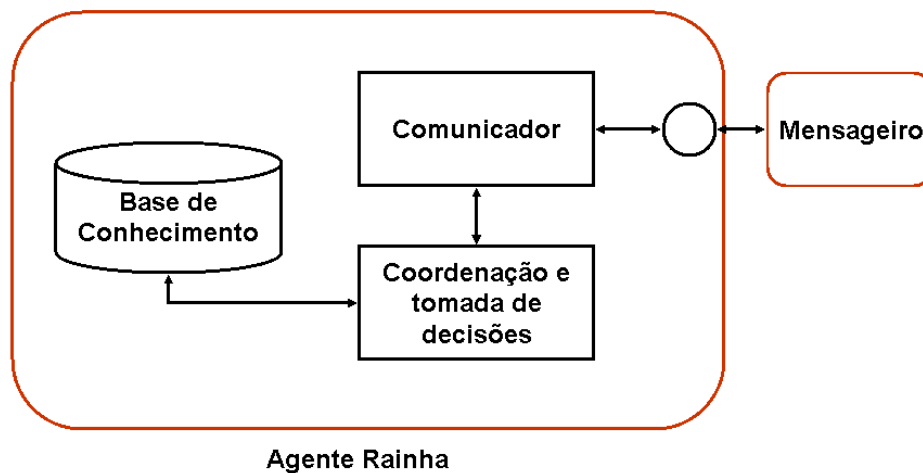 Comunicador
Mensageiro
Base de
Conhecimento
Coordenação e
tomada de
decisões
Agente Rainha